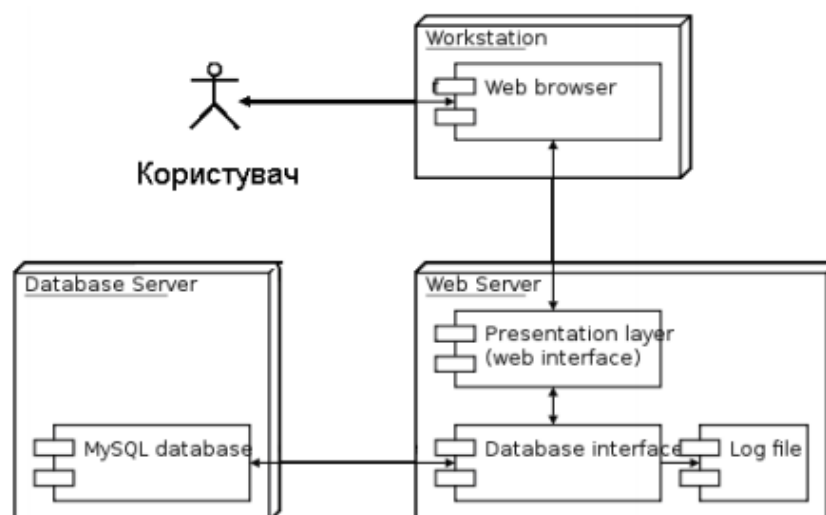 Workstation
Web browser
Користувач
Database Server
Web Server
Presentation layer
(web interface)
MySQL database
Database interface
Log file